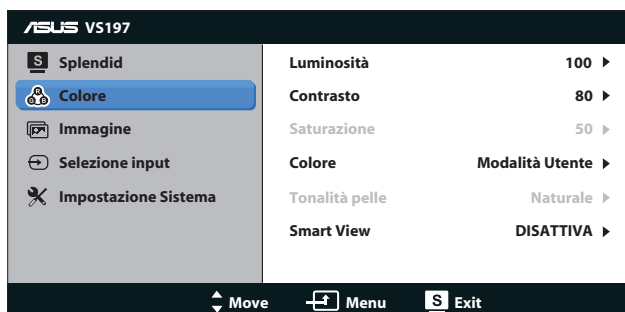 ASUS VS197
S Splendid
Colore
Immagine
Selezione input
Impostazione Sistema
Luminosità 100
Contrasto 80
Saturazione 50
Colore Modalità Utente
Tonalità pelle Naturale
Smart View DISATTIVA
Move Menu S Exit